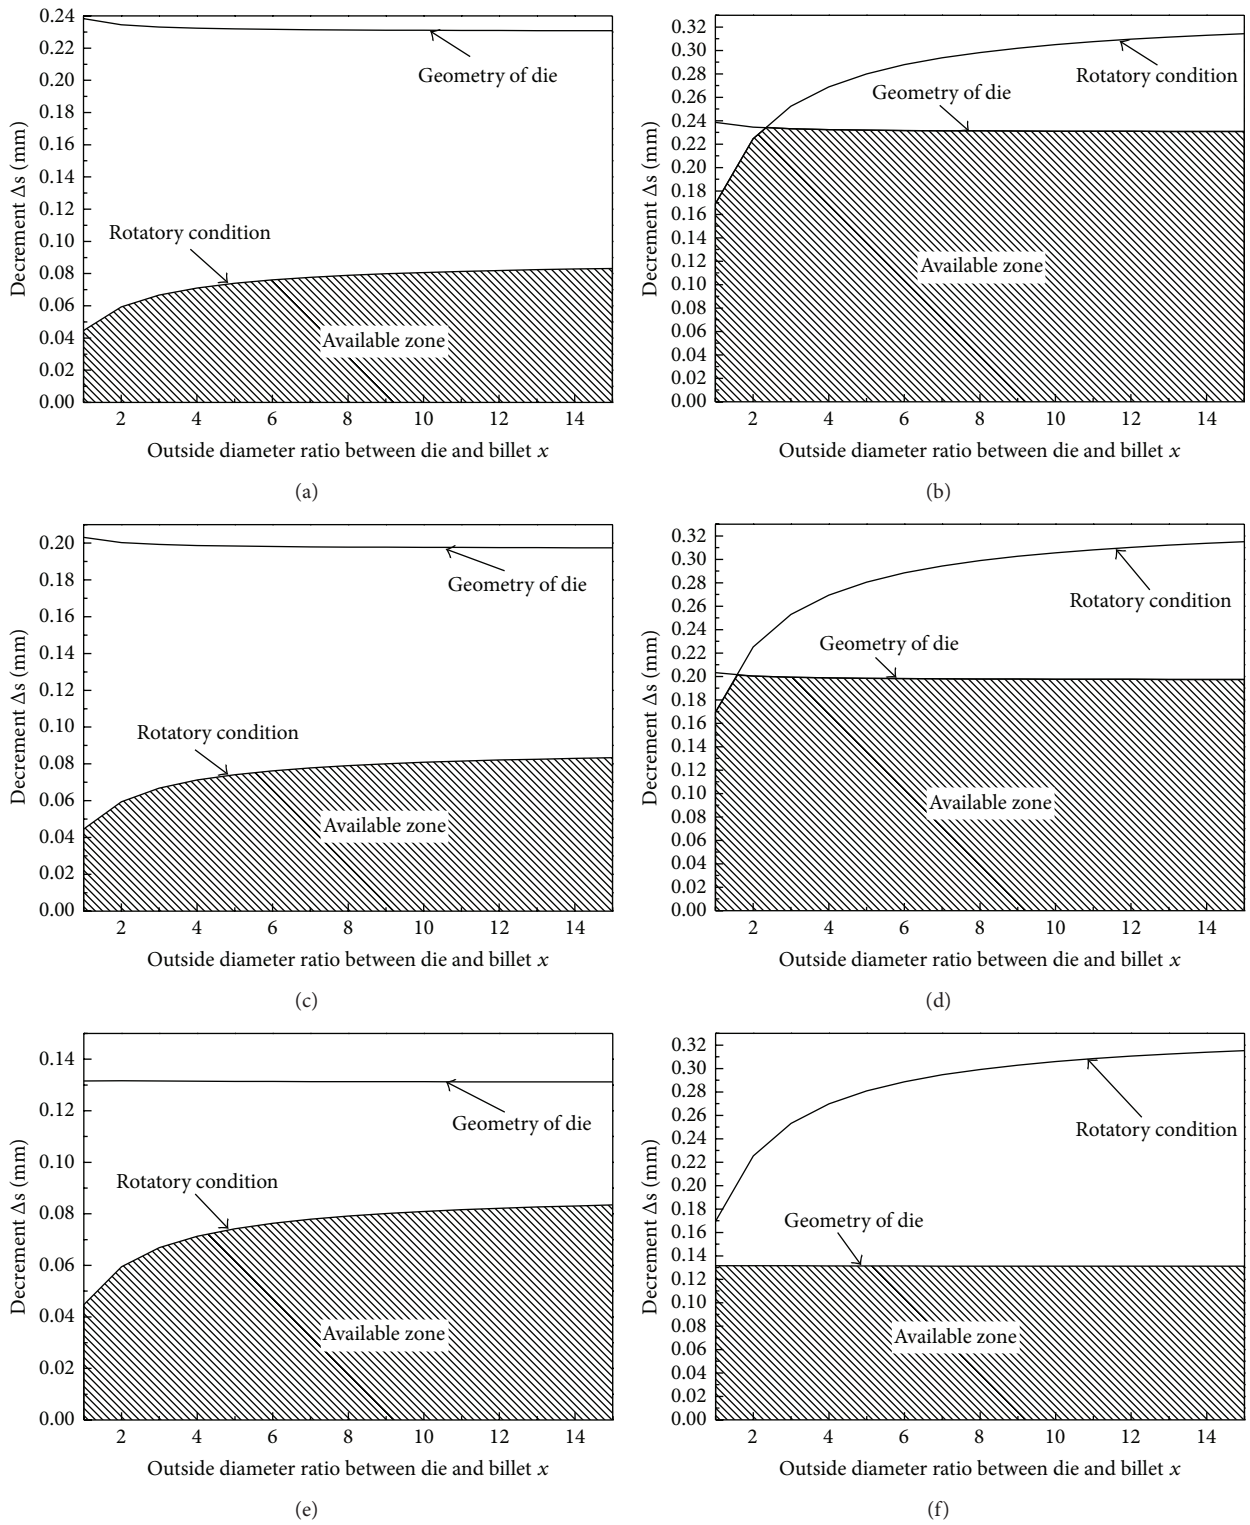 0.24
0.22
0.20
0.18
0.16
0.14
0.12
0.10
0.08
0.06
0.04
0.02
0.00
Decrement Δs (mm)
Geometry of die
Rotatory condition
Available zone
2 4 6 8 10 12 14
Outside diameter ratio between die and billet x
(a)
0.32
0.30
0.28
0.26
0.24
0.22
0.20
0.18
0.16
0.14
0.12
0.10
0.08
0.06
0.04
0.02
0.00
Decrement Δs (mm)
Rotatory condition
Geometry of die
Available zone
2 4 6 8 10 12 14
Outside diameter ratio between die and billet x
(b)
0.20
0.18
0.16
0.14
0.12
0.10
0.08
0.06
0.04
0.02
0.00
Decrement Δs (mm)
Geometry of die
Rotatory condition
Available zone
2 4 6 8 10 12 14
Outside diameter ratio between die and billet x
(c)
0.32
0.30
0.28
0.26
0.24
0.22
0.20
0.18
0.16
0.14
0.12
0.10
0.08
0.06
0.04
0.02
0.00
Decrement Δs (mm)
Rotatory condition
Geometry of die
Available zone
2 4 6 8 10 12 14
Outside diameter ratio between die and billet x
(d)
0.14
0.12
0.10
0.08
0.06
0.04
0.02
0.00
Decrement Δs (mm)
Geometry of die
Rotatory condition
Available zone
2 4 6 8 10 12 14
Outside diameter ratio between die and billet x
(e)
0.32
0.30
0.28
0.26
0.24
0.22
0.20
0.18
0.16
0.14
0.13
0.12
0.10
0.08
0.06
0.04
0.02
0.00
Decrement Δs (mm)
Rotatory condition
Geometry of die
Available zone
2 4 6 8 10 12 14
Outside diameter ratio between die and billet x
(f)